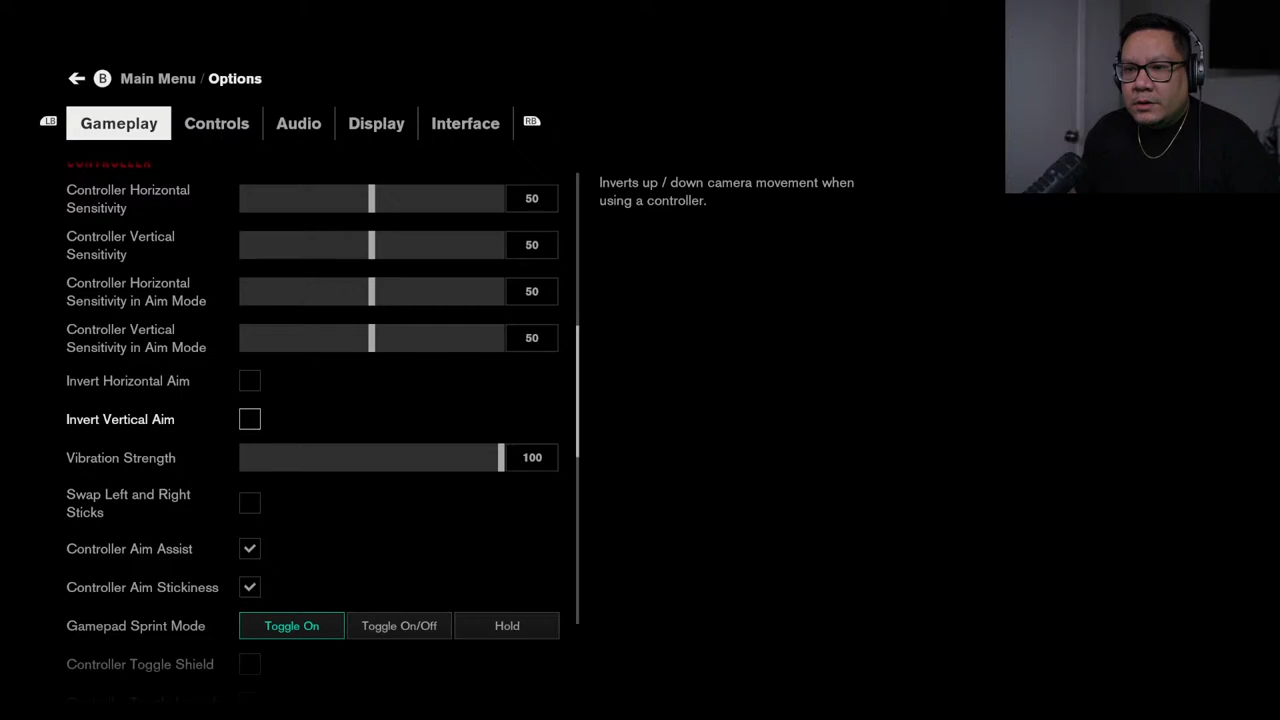 B Main Menu / Options
LB Gameplay Controls Audio Display Interface RB
CONTROLLER
Controller Horizontal
Sensitivity
50
Inverts up / down camera movement when
using a controller.
Controller Vertical
Sensitivity
50
Controller Horizontal
Sensitivity in Aim Mode
50
Controller Vertical
Sensitivity in Aim Mode
50
Invert Horizontal Aim
Invert Vertical Aim
Vibration Strength
100
Swap Left and Right
Sticks
Controller Aim Assist
Controller Aim Stickiness
Gamepad Sprint Mode
Toggle On Toggle On/Off Hold
Controller Toggle Shield